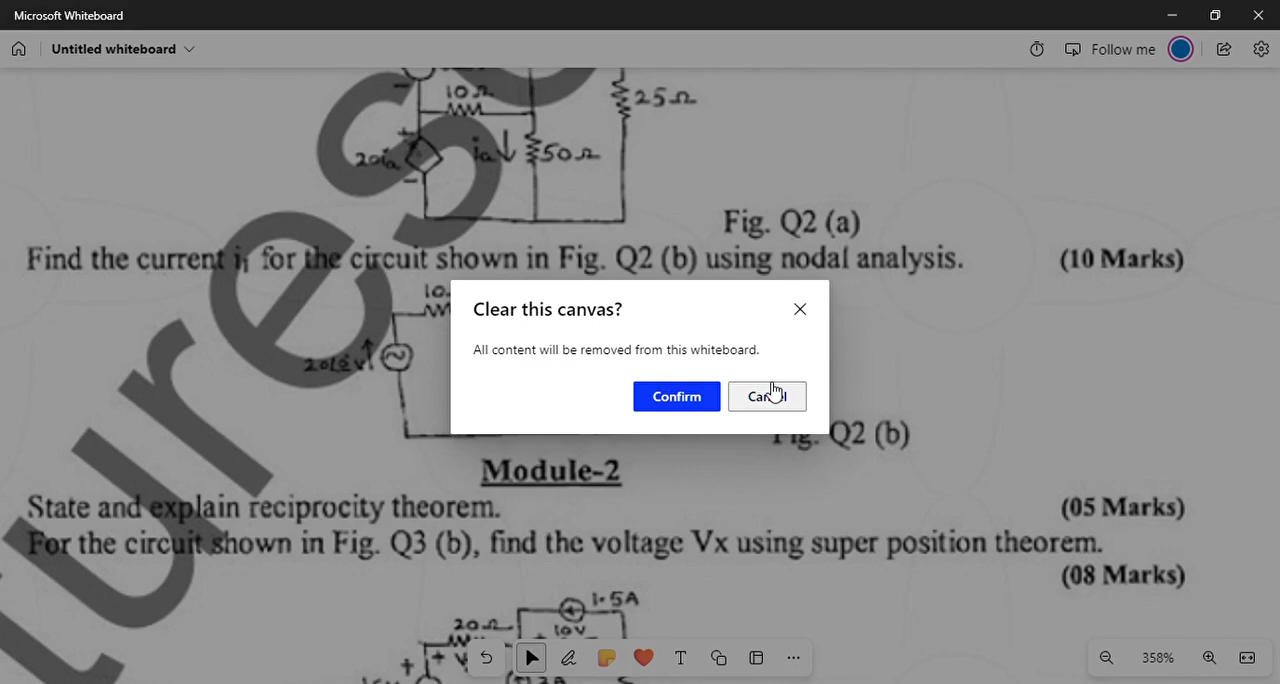 Microsoft Whiteboard
Untitled whiteboard
Follow me
10Ω
25Ω
20ia
ia
50Ω
Fig. Q2 (a)
Find the current i1 for the circuit shown in Fig. Q2 (b) using nodal analysis. (10 Marks)
10
Clear this canvas?
All content will be removed from this whiteboard.
Confirm Cancel
Fig. Q2 (b)
Module-2
State and explain reciprocity theorem. (05 Marks)
For the circuit shown in Fig. Q3 (b), find the voltage Vx using super position theorem.
(08 Marks)
1.5A
20Ω
10V
358%